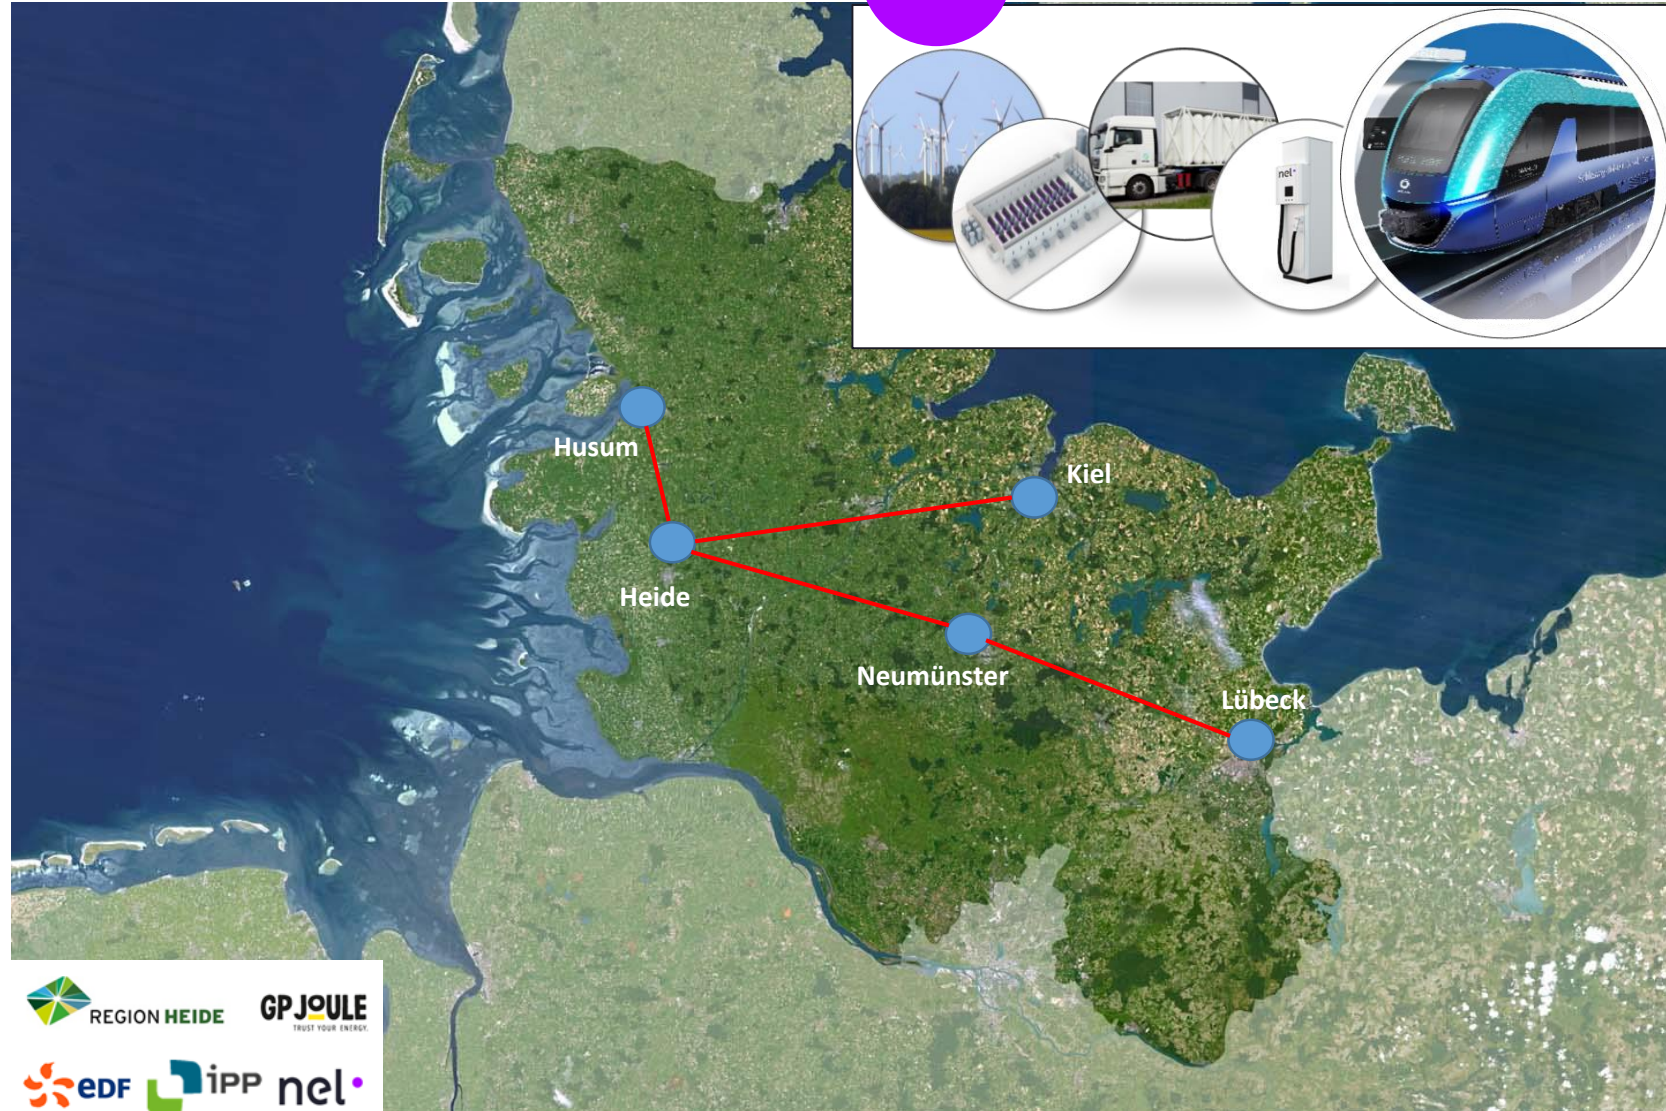 nel
Husum
Kiel
Heide
Neumünster
Lübeck
REGION HEIDE
GP JOULE
TRUST YOUR ENERGY.
eDF
ipp
nel